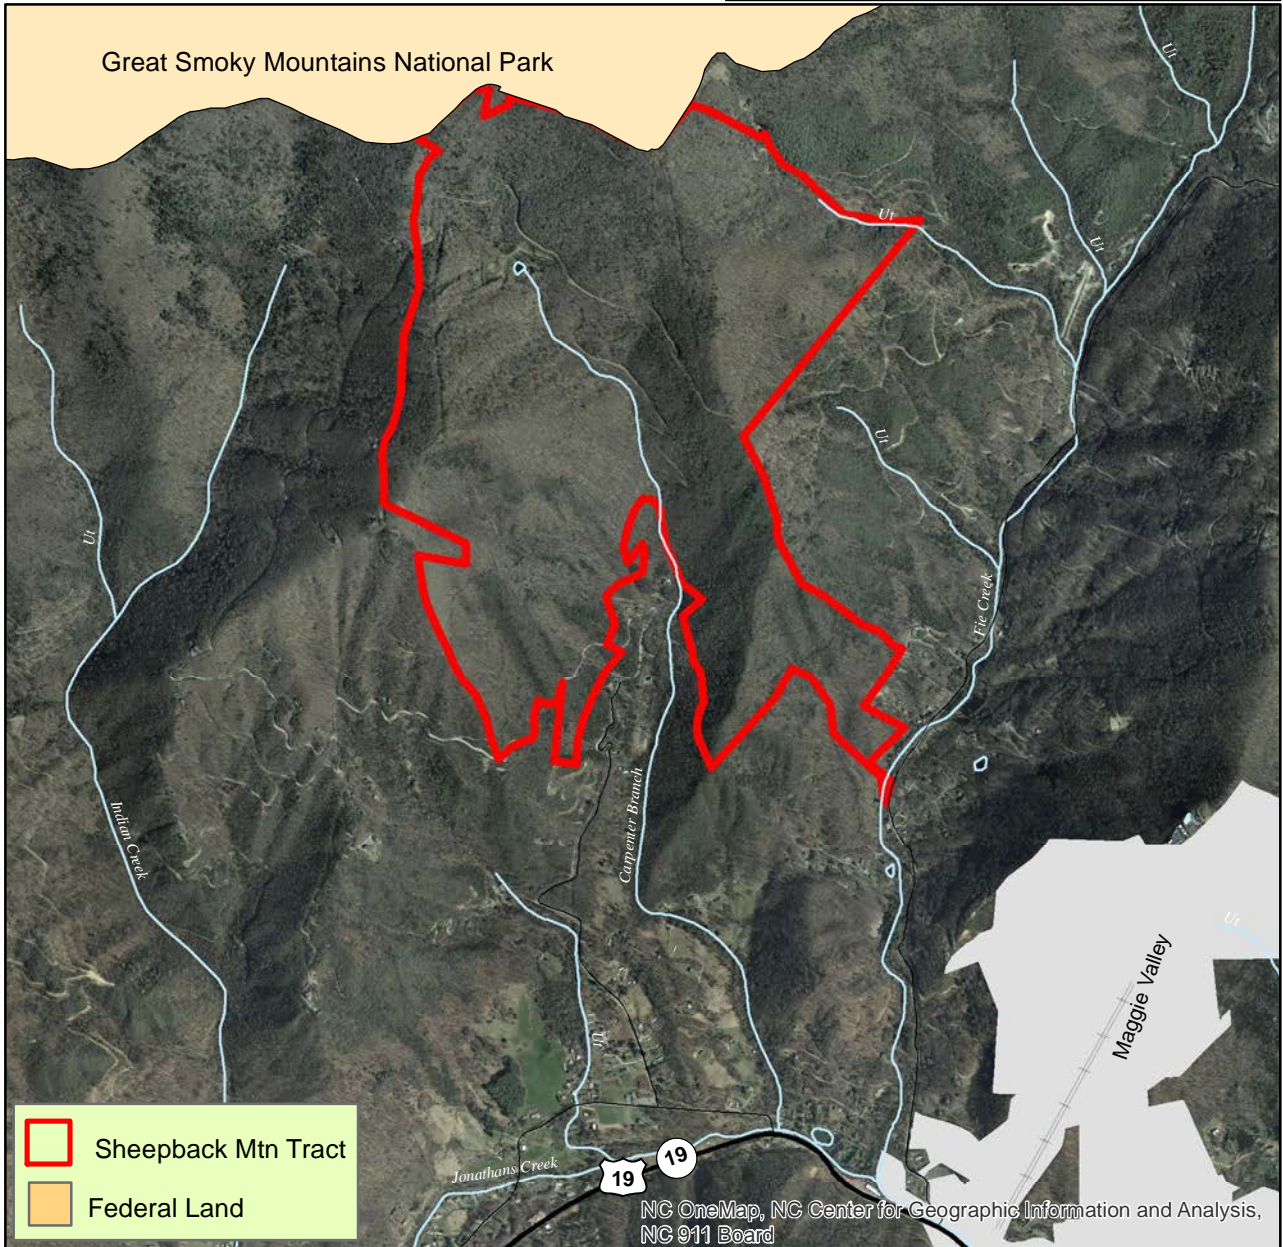 Great Smoky Mountains National Park
Ut
Ut
Ut
Ut
Ut
Fie Creek
Carpenter Branch
Indian Creek
Ut
Maggie Valley
Ut
Jonathans Creek
19
19
Sheepback Mtn Tract
Federal Land
NC OneMap, NC Center for Geographic Information and Analysis,
NC 911 Board